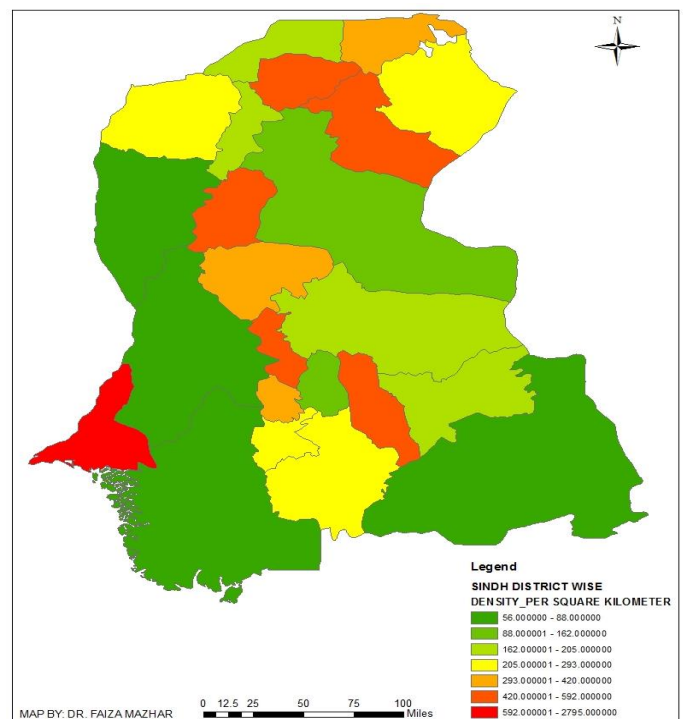 N
Legend
SINDH DISTRICT WISE
DENSITY_PER SQUARE KILOMETER
56.000000 - 88.000000
88.000001 - 162.000000
162.000001 - 205.000000
205.000001 - 293.000000
293.000001 - 420.000000
420.000001 - 592.000000
592.000001 - 2795.000000
MAP BY: DR. FAIZA MAZHAR
0 12.5 25 50 75 100
Miles